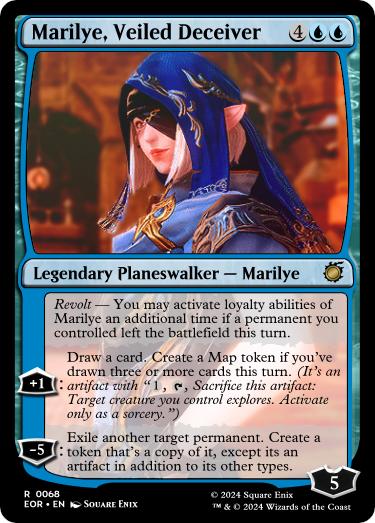 Marilye, Veiled Deceiver 4
Legendary Planeswalker — Marilye
Revolt — You may activate loyalty abilities of
Marilye an additional time if a permanent you
controlled left the battlefield this turn.
+1: Draw a card. Create a Map token if you've
drawn three or more cards this turn. (It's an
artifact with “1, , Sacrifice this artifact:
Target creature you control explores. Activate
only as a sorcery.”)
-5: Exile another target permanent. Create a
token that's a copy of it, except its an
artifact in addition to its other types.
5
R 0068
EOR • EN SQUARE ENIX
© 2024 Square Enix
™ & © 2024 Wizards of the Coast